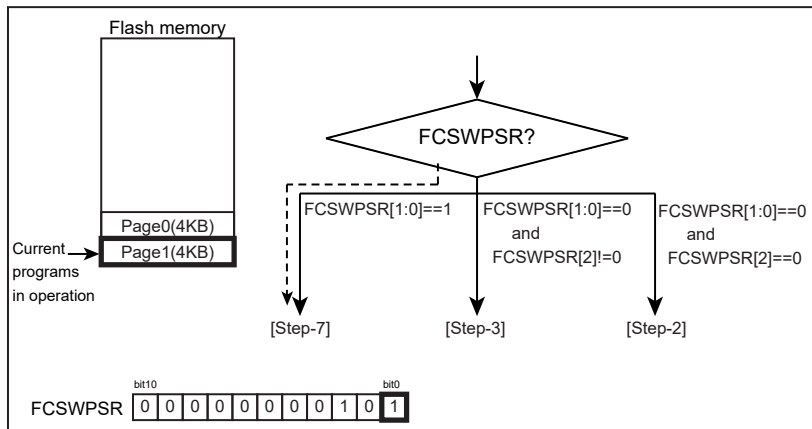 Flash memory
Page0(4KB)
Page1(4KB)
Current
programs
in operation
FCSWPSR?
FCSWPSR[1:0]==1
FCSWPSR[1:0]==0
and
FCSWPSR[2]!=0
FCSWPSR[1:0]==0
and
FCSWPSR[2]==0
[Step-7]
[Step-3]
[Step-2]
bit10
bit0
FCSWPSR
0 0 0 0 0 0 0 0 1 0 1